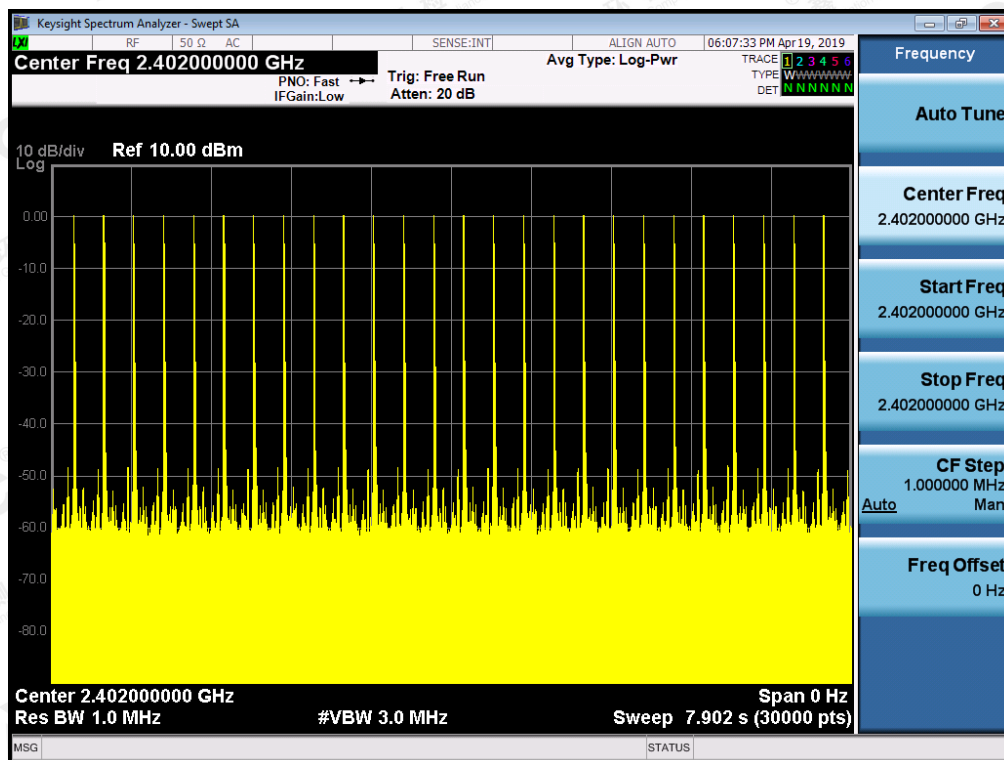 Keysight Spectrum Analyzer - Swept SA
LXI RF 50 Ω AC SENSE:INT ALIGN AUTO 06:07:33 PM Apr 19, 2019
Center Freq 2.402000000 GHz
PNO: Fast
IFGain:Low
Trig: Free Run
Atten: 20 dB
Avg Type: Log-Pwr
TRACE 1 2 3 4 5 6
TYPE WWWWWW
DET N N N N N N
10 dB/div Ref 10.00 dBm
Log
0.00
-10.0
-20.0
-30.0
-40.0
-50.0
-60.0
-70.0
-80.0
Center 2.402000000 GHz Span 0 Hz
Res BW 1.0 MHz #VBW 3.0 MHz Sweep 7.902 s (30000 pts)
MSG STATUS
Frequency
Auto Tune
Center Freq
2.402000000 GHz
Start Freq
2.402000000 GHz
Stop Freq
2.402000000 GHz
CF Step
1.000000 MHz
Auto Man
Freq Offset
0 Hz